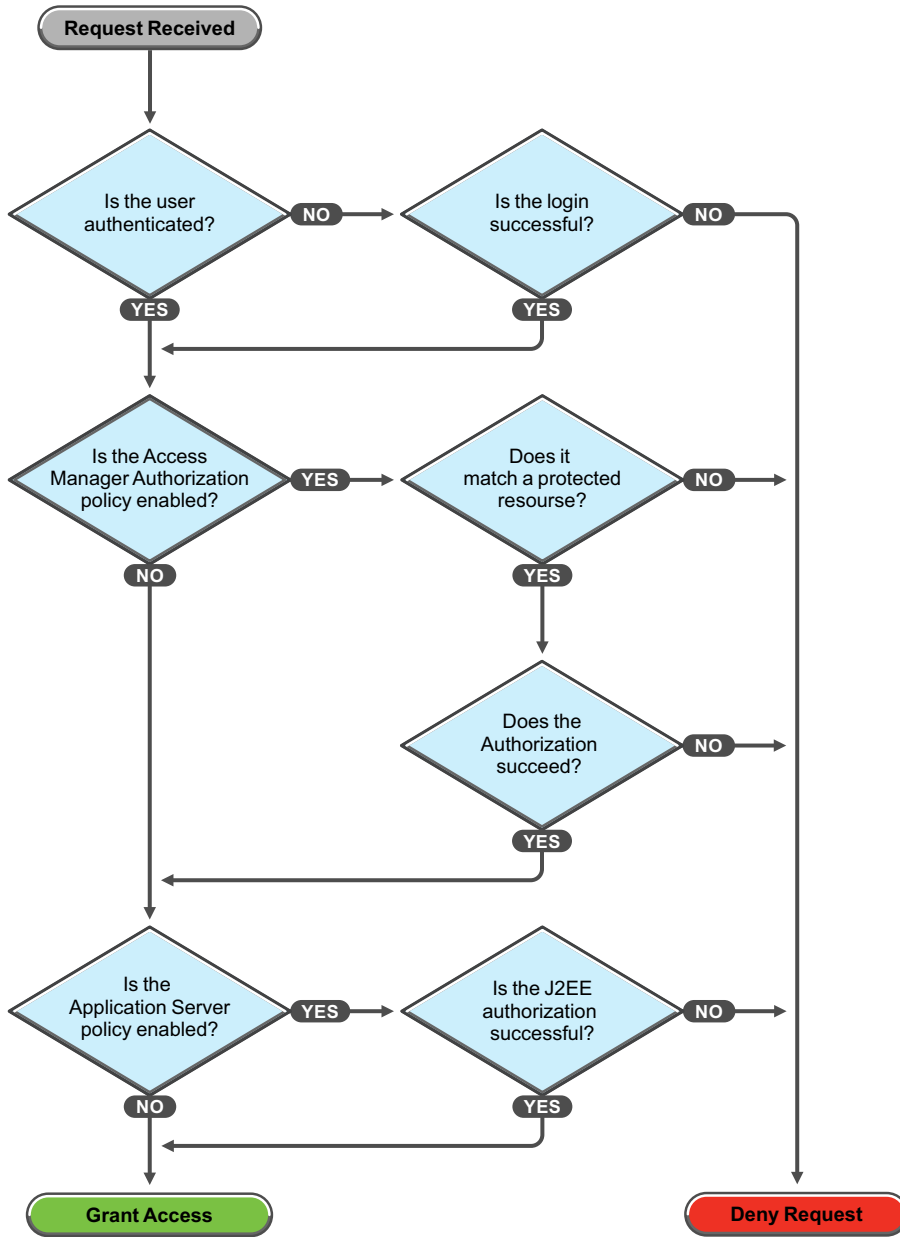 Request Received
Is the user
authenticated?
NO
Is the login
successful?
NO
YES
YES
Is the Access
Manager Authorization
policy enabled?
YES
Does it
match a protected
resourse?
NO
NO
YES
Does the
Authorization
succeed?
NO
YES
Is the
Application Server
policy enabled?
YES
Is the J2EE
authorization
successful?
NO
NO
YES
Grant Access
Deny Request